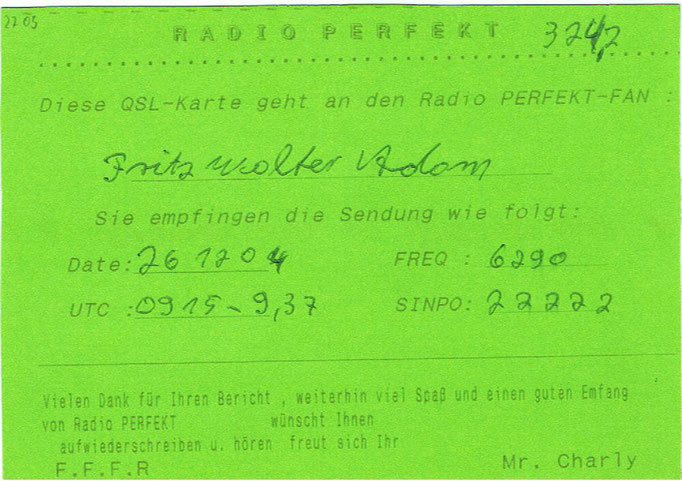 2705
RADIO PERFEKT 3242
Diese QSL-Karte geht an den Radio PERFEKT-FAN :
Fritz Walter Adam
Sie empfingen die Sendung wie folgt:
Date: 26 12 04 FREQ : 6290
UTC : 0915 - 9,37 SINPO: 22222
Vielen Dank für Ihren Bericht , weiterhin viel Spaß und einen guten Emfang
von Radio PERFEKT wünscht Ihnen
aufwiederschreiben u. hören freut sich Ihr
F.F.F.R Mr. Charly